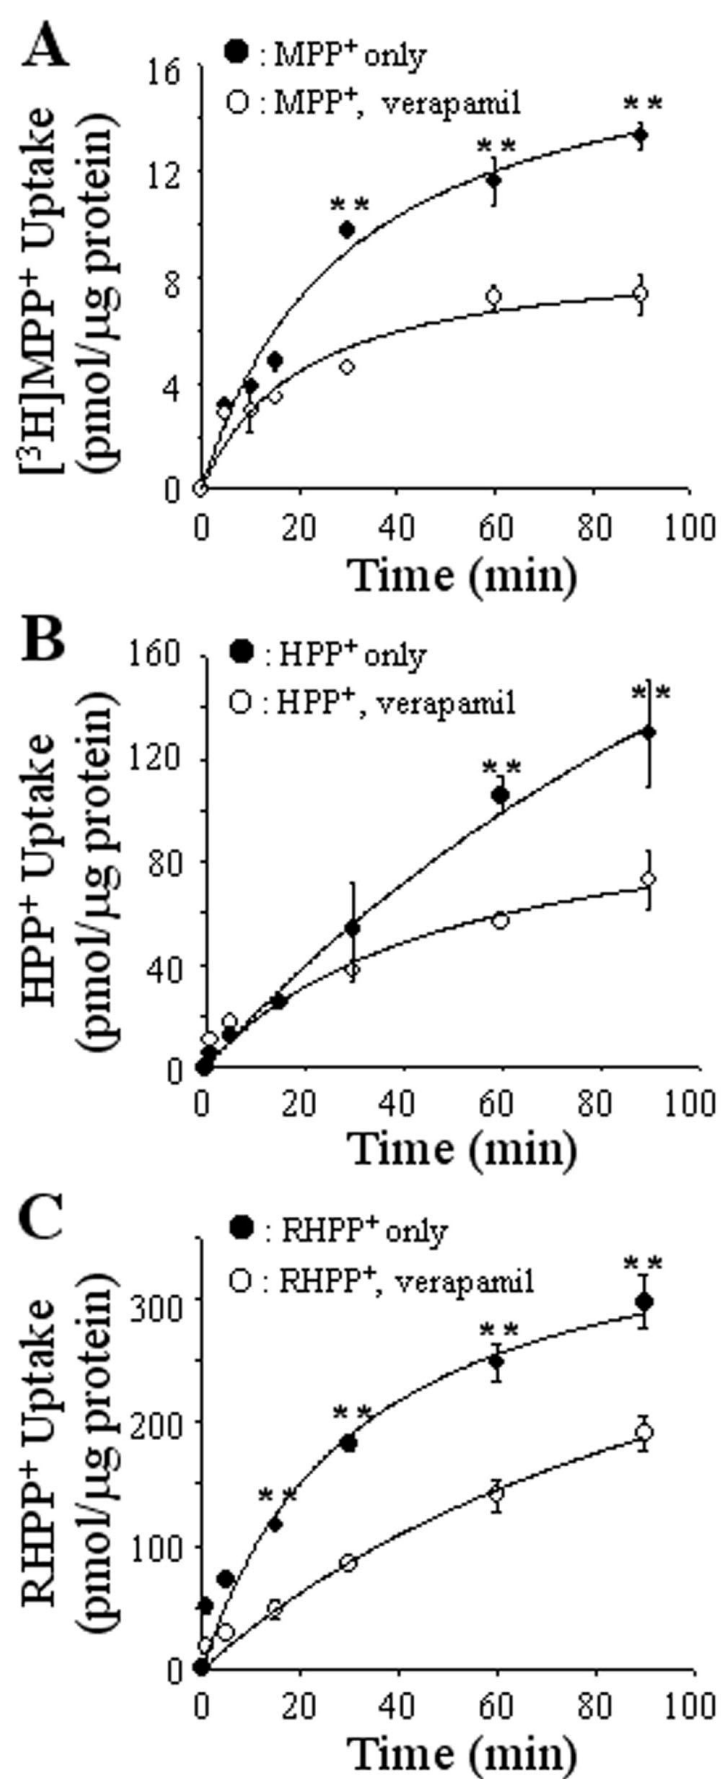 A
● : MPP⁺ only
○ : MPP⁺, verapamil
[³H]MPP⁺ Uptake
(pmol/µg protein)
16
12
8
4
0
** ** **
0 20 40 60 80 100
Time (min)
B
● : HPP⁺ only
○ : HPP⁺, verapamil
HPP⁺ Uptake
(pmol/µg protein)
160
120
80
40
0
** **
0 20 40 60 80 100
Time (min)
C
● : RHPP⁺ only
○ : RHPP⁺, verapamil
RHPP⁺ Uptake
(pmol/µg protein)
300
200
100
0
** ** ** **
0 20 40 60 80 100
Time (min)